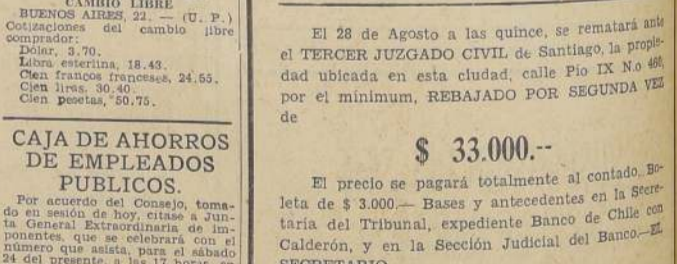 CAMBIO LIBRE
BUENOS AIRES, 22. — (U. P.)
Cotizaciones del cambio libre
comprador:
Dólar, 3.70.
Libra esterlina, 18.43.
Cien francos franceses, 24.55.
Cien liras, 30.40.
Cien pesetas, 50.75.
CAJA DE AHORROS
DE EMPLEADOS
PUBLICOS.
Por acuerdo del Consejo, toma-
do en sesión de hoy, cítase a Jun-
ta General Extraordinaria de im-
ponentes, que se celebrará con el
número que asista, para el sábado
24 del presente, a las 17 horas, en
El 28 de Agosto a las quince, se rematará ante
el TERCER JUZGADO CIVIL de Santiago, la propie-
dad ubicada en esta ciudad, calle Pío IX N.o 460,
por el mínimum, REBAJADO POR SEGUNDA VEZ
de
$ 33.000.--
El precio se pagará totalmente al contado. Bo-
leta de $ 3.000.— Bases y antecedentes en la Secre-
taría del Tribunal, expediente Banco de Chile con
Calderón, y en la Sección Judicial del Banco.—EL
SECRETARIO.